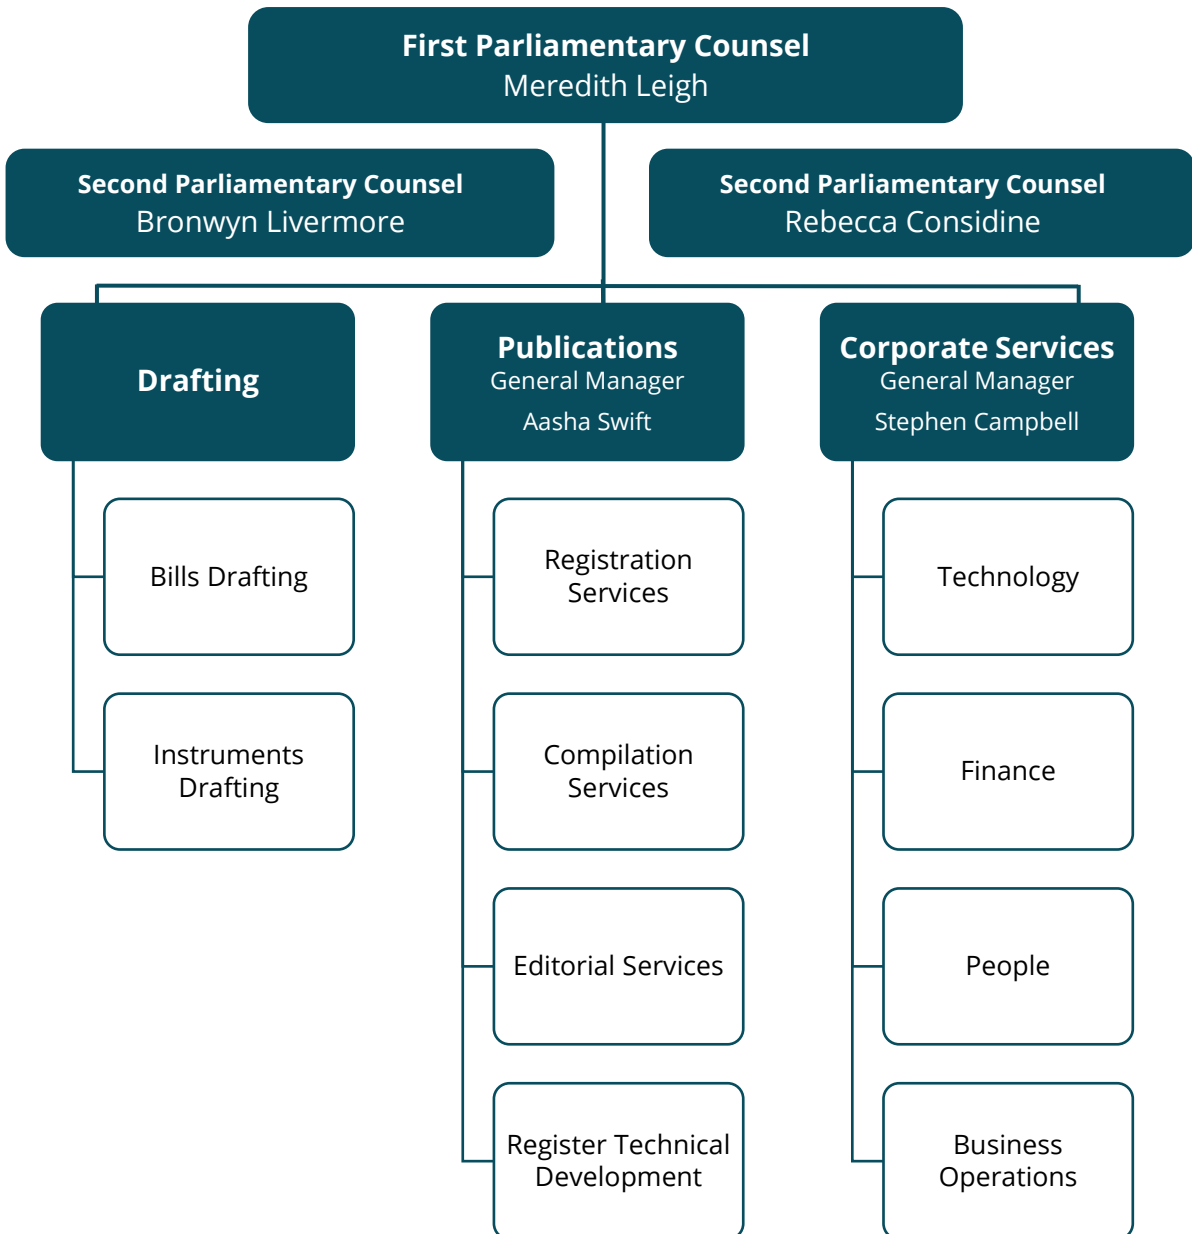 First Parliamentary Counsel
Meredith Leigh
Second Parliamentary Counsel
Bronwyn Livermore
Second Parliamentary Counsel
Rebecca Considine
Drafting
Publications
General Manager
Aasha Swift
Corporate Services
General Manager
Stephen Campbell
Bills Drafting
Instruments
Drafting
Registration
Services
Compilation
Services
Editorial Services
Register Technical
Development
Technology
Finance
People
Business
Operations